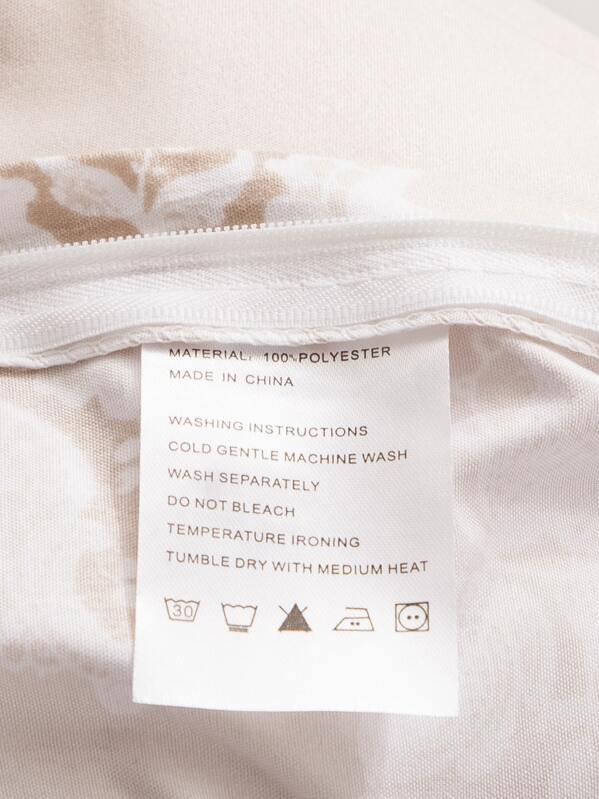 MATERIAL: 100%POLYESTER
MADE IN CHINA
WASHING INSTRUCTIONS
COLD GENTLE MACHINE WASH
WASH SEPARATELY
DO NOT BLEACH
TEMPERATURE IRONING
TUMBLE DRY WITH MEDIUM HEAT
30